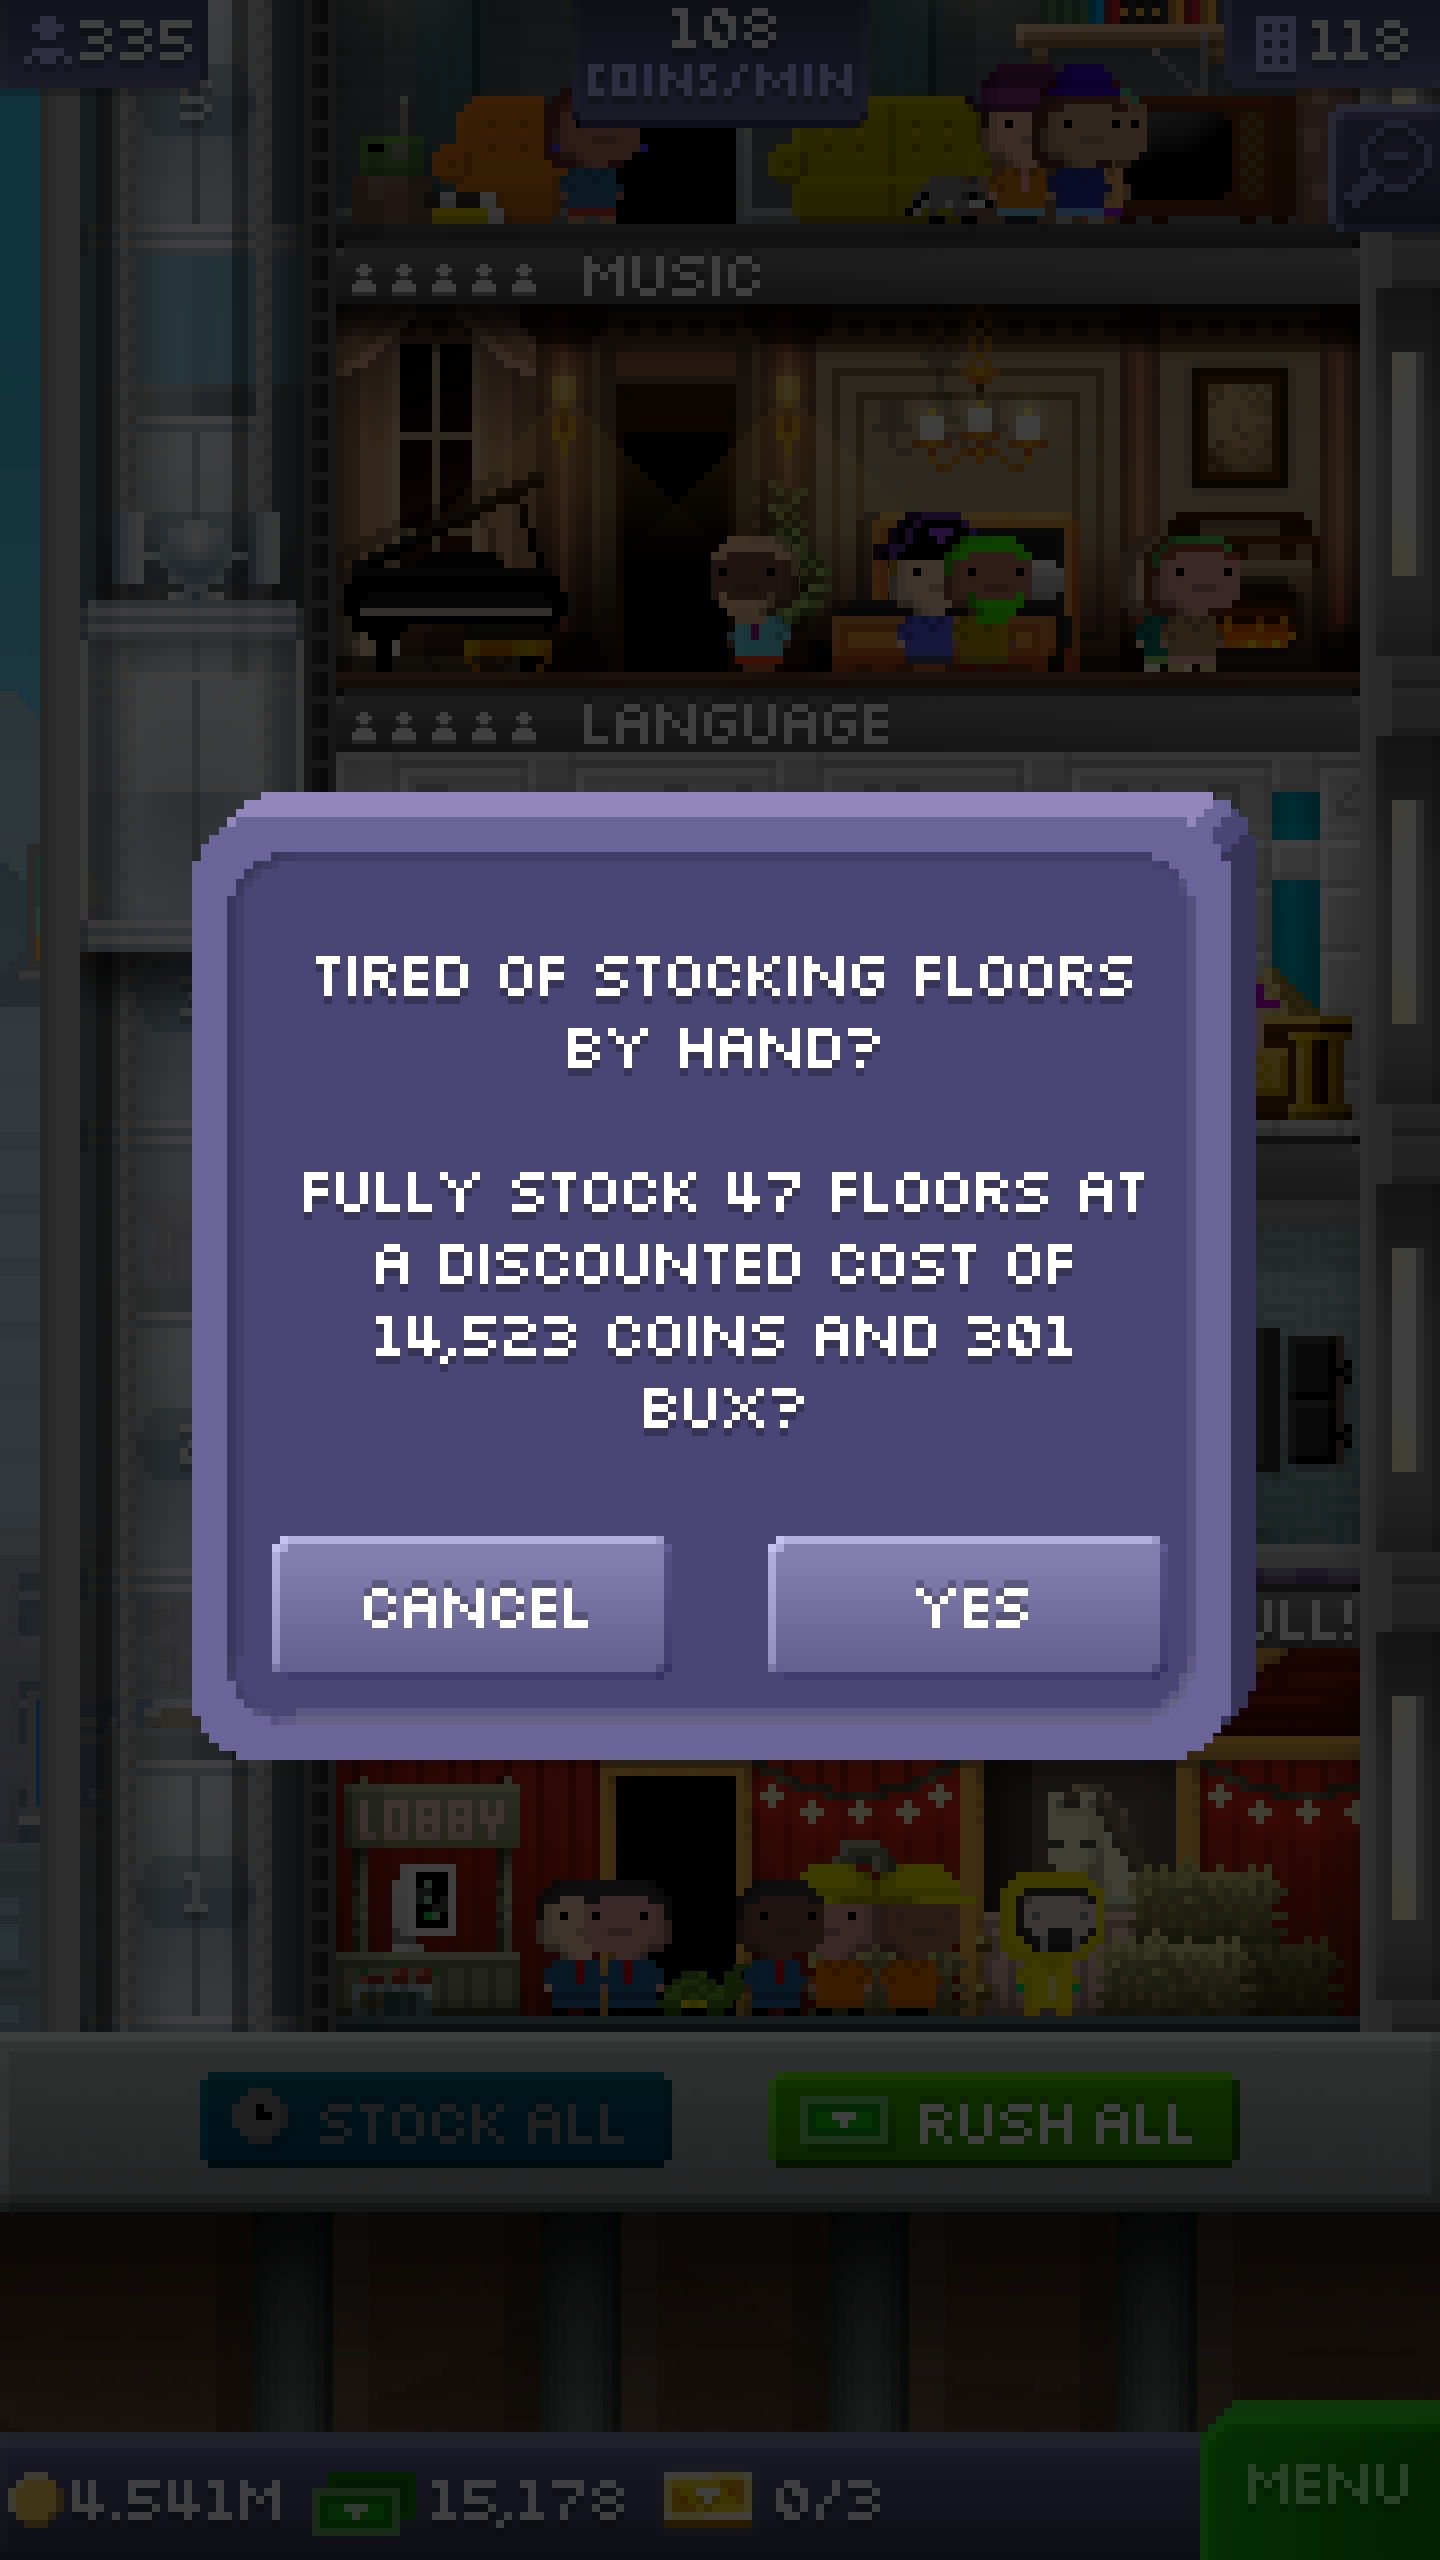 335
108
COINS/MIN
118
5
MUSIC
LANGUAGE
TIRED OF STOCKING FLOORS
BY HAND?
FULLY STOCK 47 FLOORS AT
A DISCOUNTED COST OF
14,523 COINS AND 301
BUX?
CANCEL
YES
LOBBY
1
STOCK ALL
RUSH ALL
4.541M
15,178
0/3
MENU